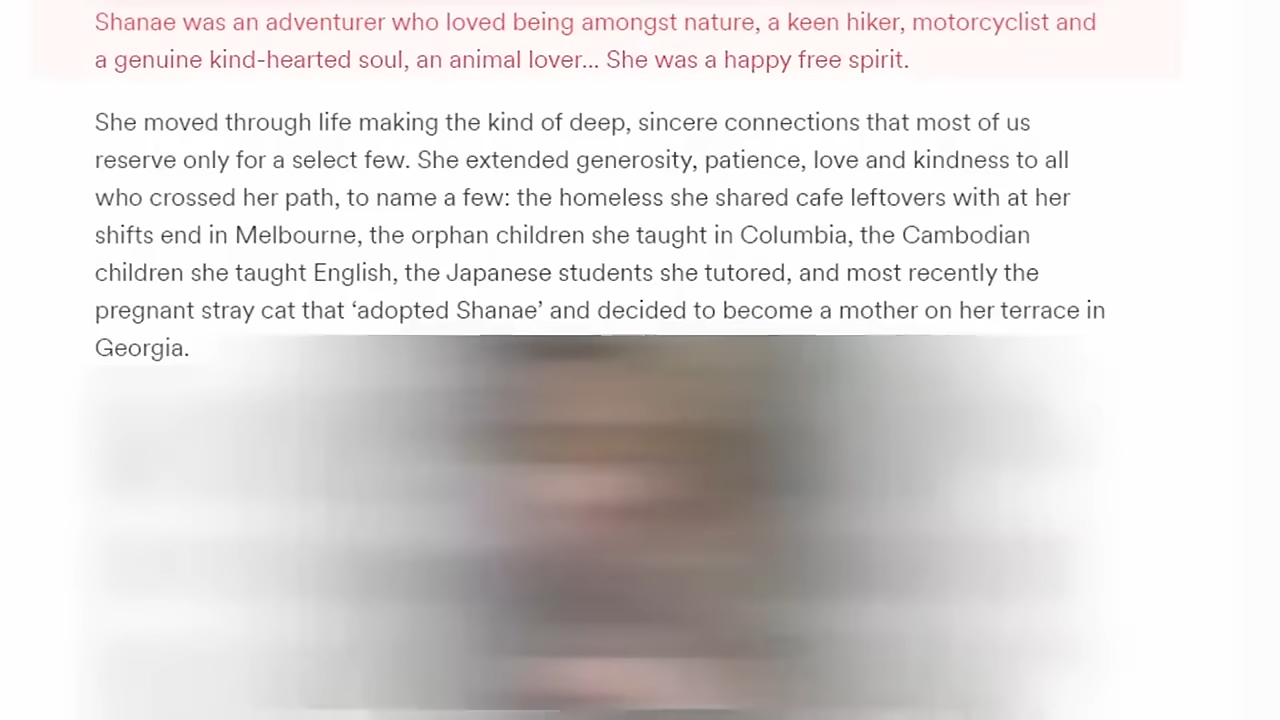 Shanae was an adventurer who loved being amongst nature, a keen hiker, motorcyclist and
a genuine kind-hearted soul, an animal lover... She was a happy free spirit.
She moved through life making the kind of deep, sincere connections that most of us
reserve only for a select few. She extended generosity, patience, love and kindness to all
who crossed her path, to name a few: the homeless she shared cafe leftovers with at her
shifts end in Melbourne, the orphan children she taught in Columbia, the Cambodian
children she taught English, the Japanese students she tutored, and most recently the
pregnant stray cat that ‘adopted Shanae’ and decided to become a mother on her terrace in
Georgia.